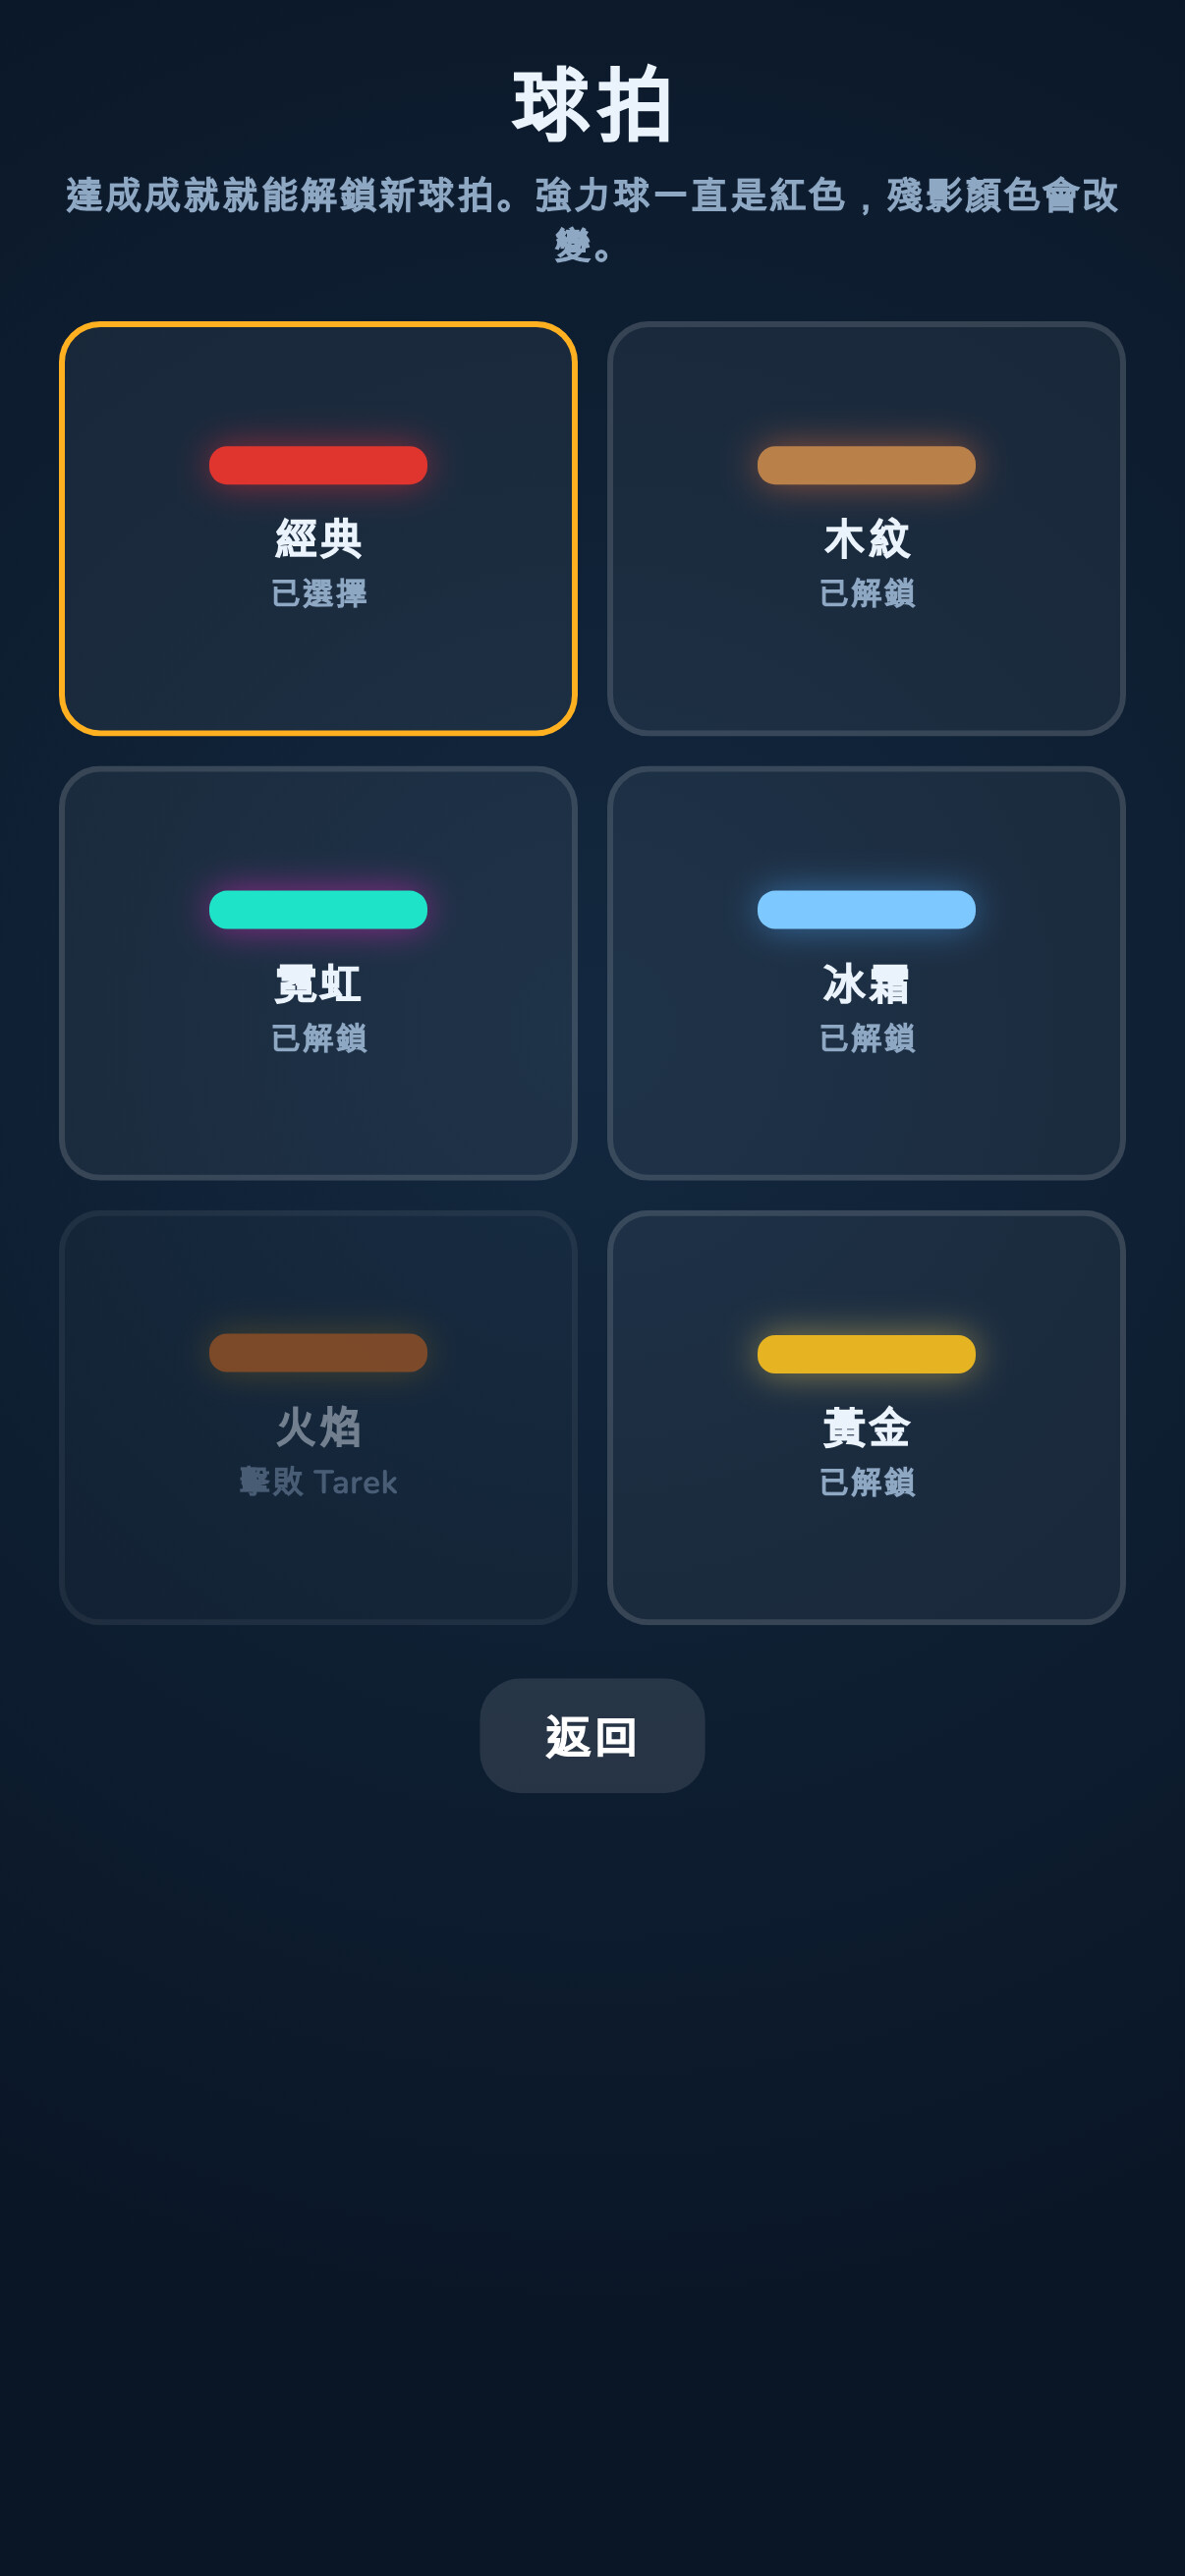 球拍
達成成就就能解鎖新球拍。強力球一直是紅色，殘影顏色會改
變。
經典
已選擇
木紋
已解鎖
霓虹
已解鎖
冰霜
已解鎖
火焰
擊敗 Tarek
黃金
已解鎖
返回